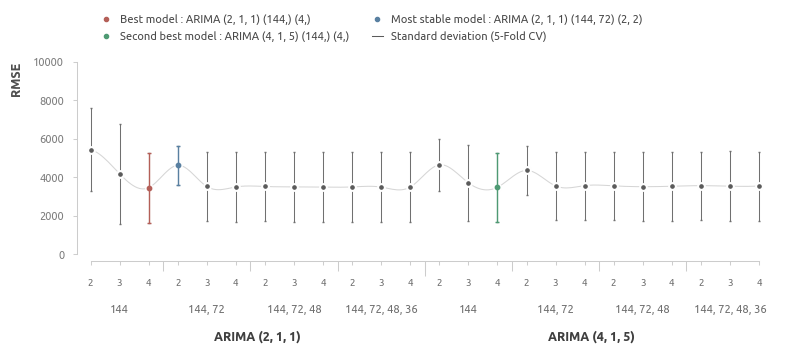 Best model : ARIMA (2, 1, 1) (144,) (4,)
Most stable model : ARIMA (2, 1, 1) (144, 72) (2, 2)
Second best model : ARIMA (4, 1, 5) (144,) (4,)
Standard deviation (5-Fold CV)
RMSE
10000
8000
6000
4000
2000
0
2 3 4 2 3 4 2 3 4 2 3 4 2 3 4 2 3 4 2 3 4 2 3 4
144 144, 72 144, 72, 48 144, 72, 48, 36 144 144, 72 144, 72, 48 144, 72, 48, 36
ARIMA (2, 1, 1) ARIMA (4, 1, 5)